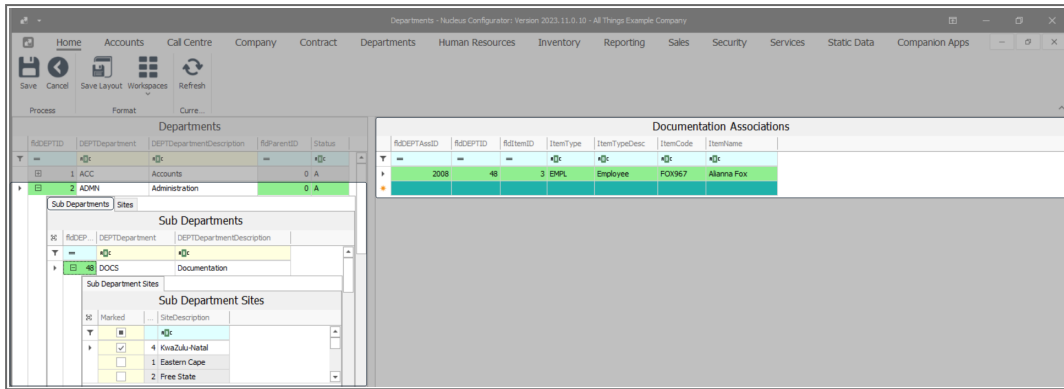 Departments - Nucleus Configurator: Version 2023.11.0.10 - All Things Example Company
Home Accounts Call Centre Company Contract Departments Human Resources Inventory Reporting Sales Security Services Static Data Companion Apps
Save Cancel Save Layout Workspaces Refresh
Process Format Curre...
Departments
fldDEPTID DEPTDepartment DEPTDepartmentDescription fldParentID Status
= = 
1 ACC Accounts 0 A
2 ADMN Administration 0 A
Sub Departments Sites
Sub Departments
fldDEP... DEPTDepartment DEPTDepartmentDescription
=
48 DOCS Documentation
Sub Department Sites
Sub Department Sites
Marked ... SiteDescription
4 KwaZulu-Natal
1 Eastern Cape
2 Free State
Documentation Associations
fldDEPTAssID fldDEPTID fldItemID ItemType ItemTypeDesc ItemCode ItemName
= = =
2008 48 3 EMPL Employee FOX967 Alianna Fox